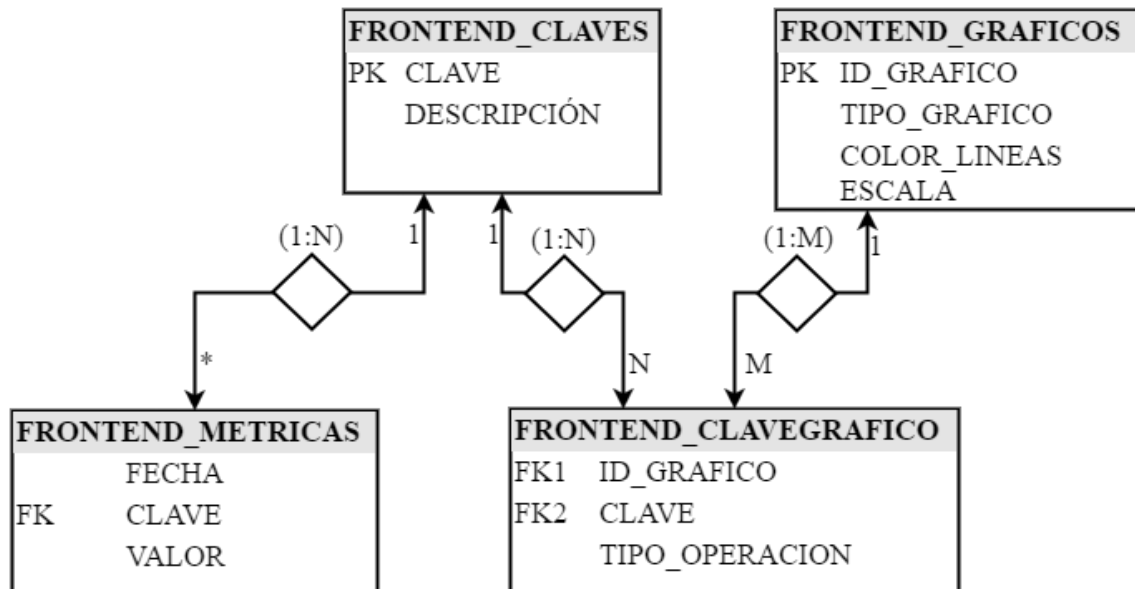 FRONTEND_CLAVES
PK CLAVE
DESCRIPCIÓN
FRONTEND_GRAFICOS
PK ID_GRAFICO
TIPO_GRAFICO
COLOR_LINEAS
ESCALA
(1:N)
1
1
(1:N)
(1:M)
1
*
N
M
FRONTEND_METRICAS
FECHA
FK CLAVE
VALOR
FRONTEND_CLAVEGRAFICO
FK1 ID_GRAFICO
FK2 CLAVE
TIPO_OPERACION